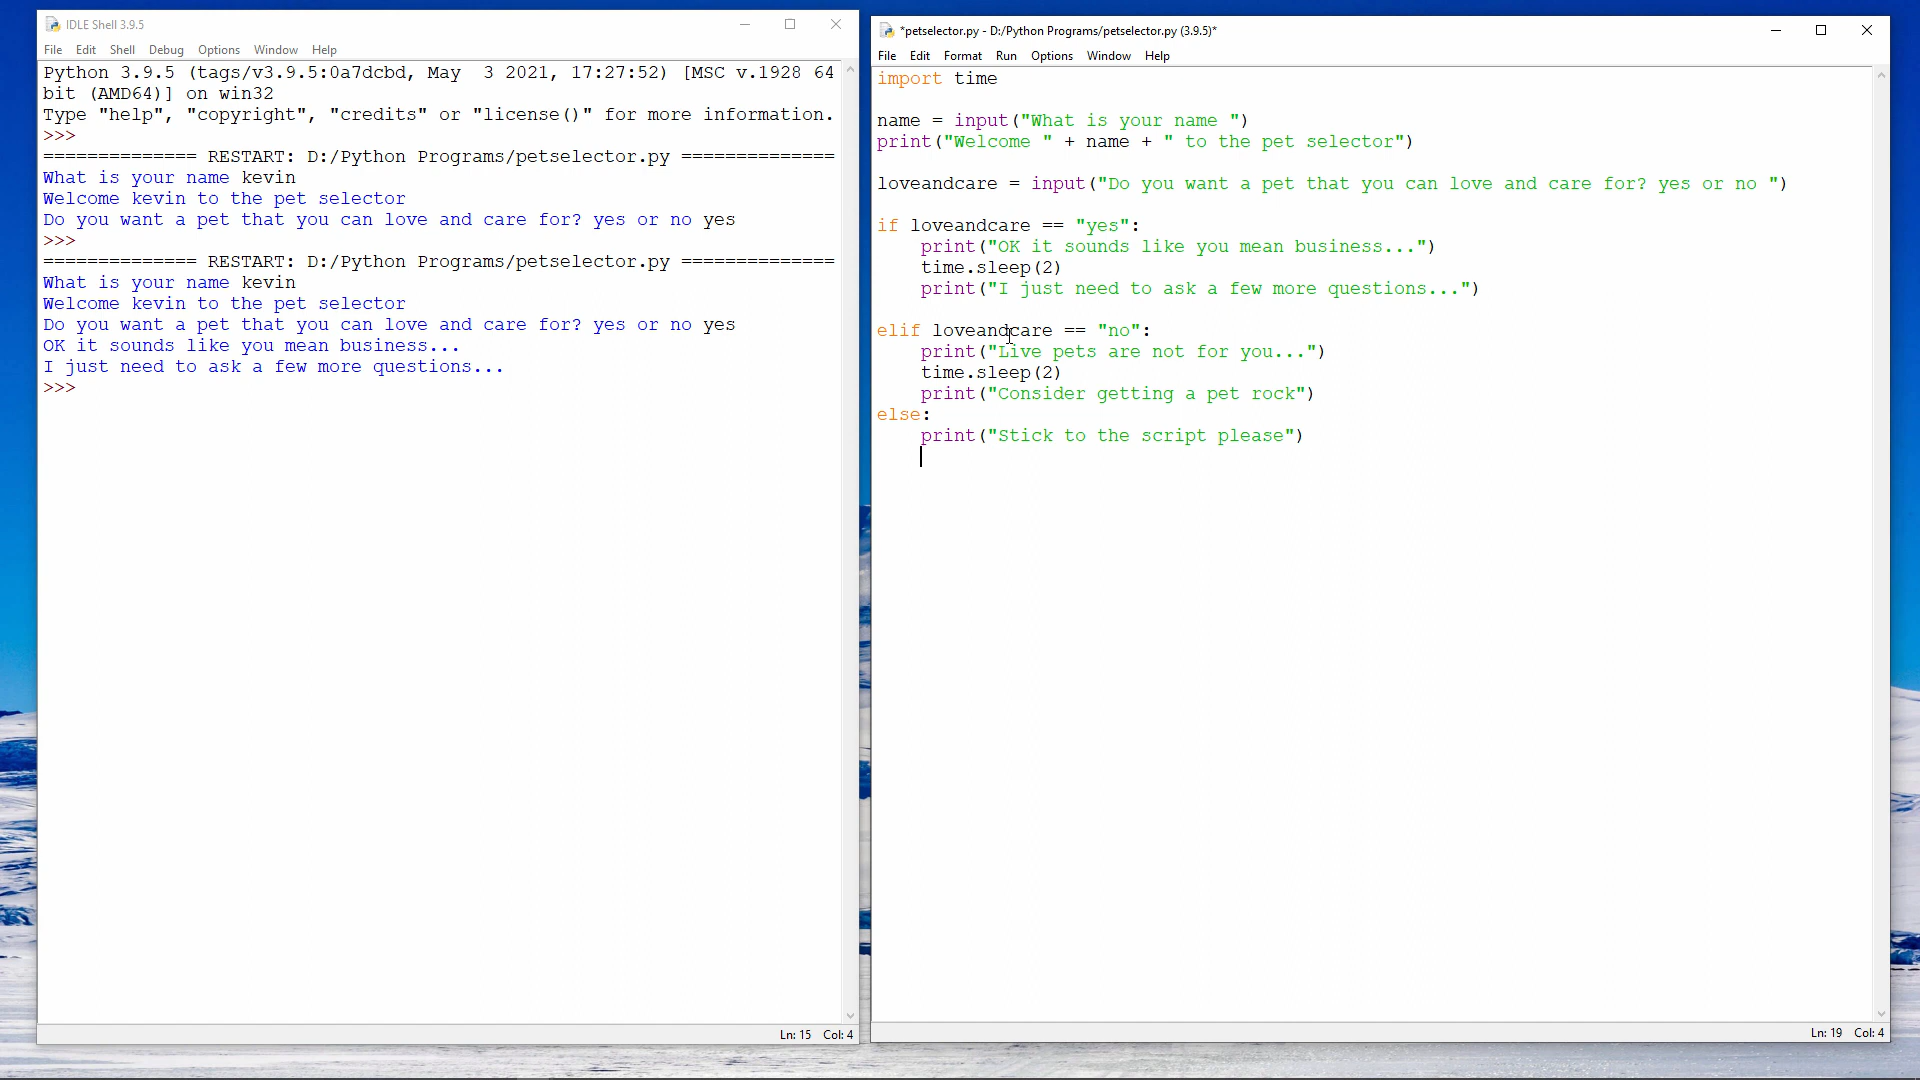 IDLE Shell 3.9.5
File Edit Shell Debug Options Window Help
Python 3.9.5 (tags/v3.9.5:0a7dcbd, May  3 2021, 17:27:52) [MSC v.1928 64
bit (AMD64)] on win32
Type "help", "copyright", "credits" or "license()" for more information.
>>>
============== RESTART: D:/Python Programs/petselector.py ==============
What is your name kevin
Welcome kevin to the pet selector
Do you want a pet that you can love and care for? yes or no yes
>>>
============== RESTART: D:/Python Programs/petselector.py ==============
What is your name kevin
Welcome kevin to the pet selector
Do you want a pet that you can love and care for? yes or no yes
OK it sounds like you mean business...
I just need to ask a few more questions...
>>>
Ln: 15 Col: 4
*petselector.py - D:/Python Programs/petselector.py (3.9.5)*
File Edit Format Run Options Window Help
import time
name = input("What is your name ")
print("Welcome " + name + " to the pet selector")
loveandcare = input("Do you want a pet that you can love and care for? yes or no ")
if loveandcare == "yes":
    print("OK it sounds like you mean business...")
    time.sleep(2)
    print("I just need to ask a few more questions...")
elif loveandcare == "no":
    print("Live pets are not for you...")
    time.sleep(2)
    print("Consider getting a pet rock")
else:
    print("Stick to the script please")
Ln: 19 Col: 4